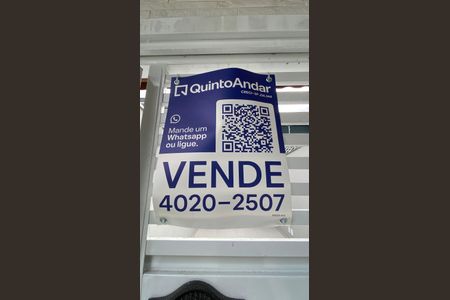 QuintoAndar
Mande um
Whatsapp
ou ligue.
VENDE
4020-2507